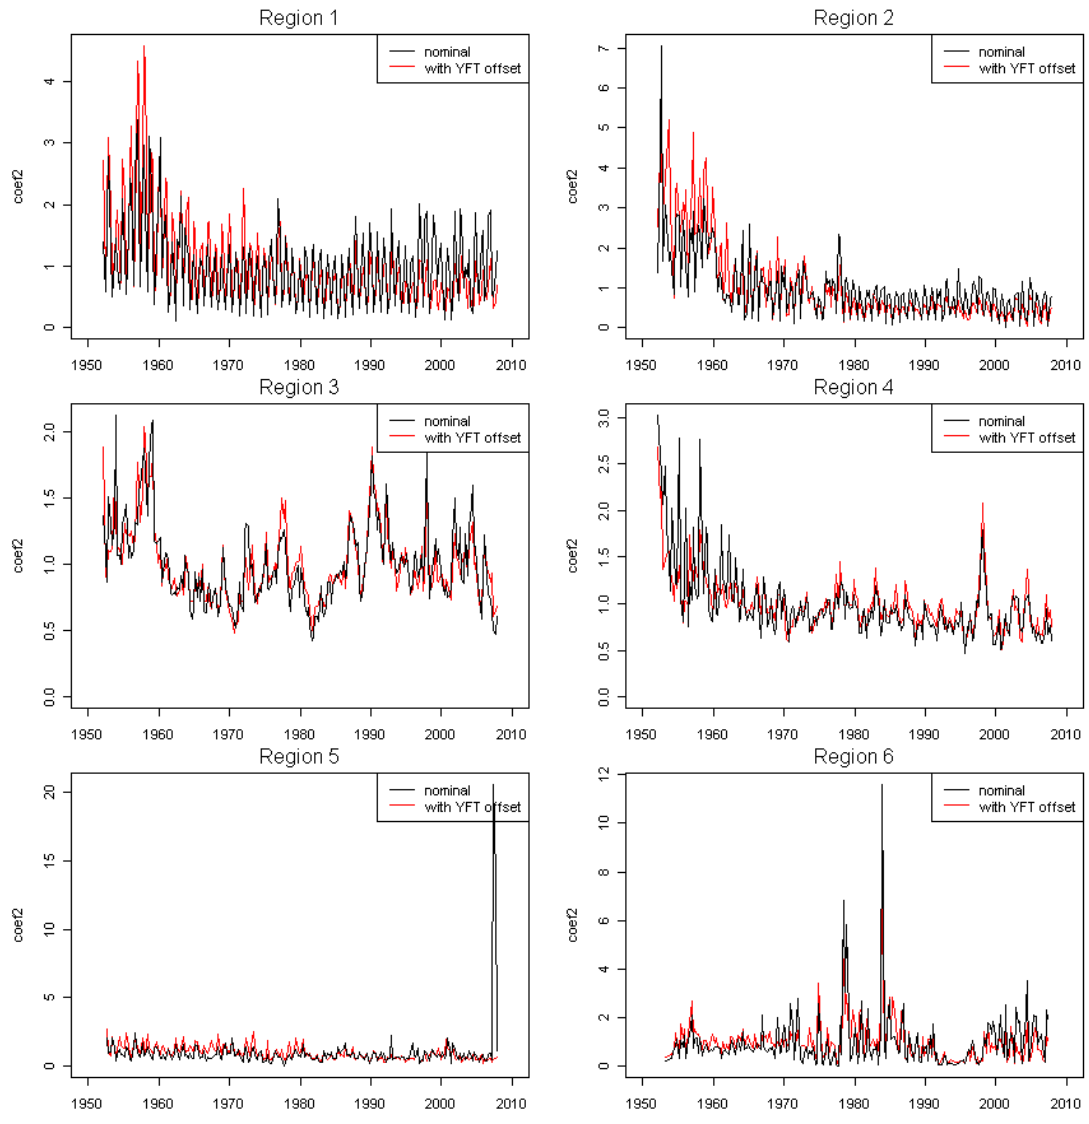 Region 1
nominal
with YFT offset
coef2
4
3
2
1
0
1950 1960 1970 1980 1990 2000 2010
Region 2
nominal
with YFT offset
coef2
7
6
5
4
3
2
1
0
1950 1960 1970 1980 1990 2000 2010
Region 3
nominal
with YFT offset
coef2
2.0
1.5
1.0
0.5
0.0
1950 1960 1970 1980 1990 2000 2010
Region 4
nominal
with YFT offset
coef2
3.0
2.5
2.0
1.5
1.0
0.5
0.0
1950 1960 1970 1980 1990 2000 2010
Region 5
nominal
with YFT offset
coef2
20
15
10
5
0
1950 1960 1970 1980 1990 2000 2010
Region 6
nominal
with YFT offset
coef2
12
10
8
6
4
2
0
1950 1960 1970 1980 1990 2000 2010